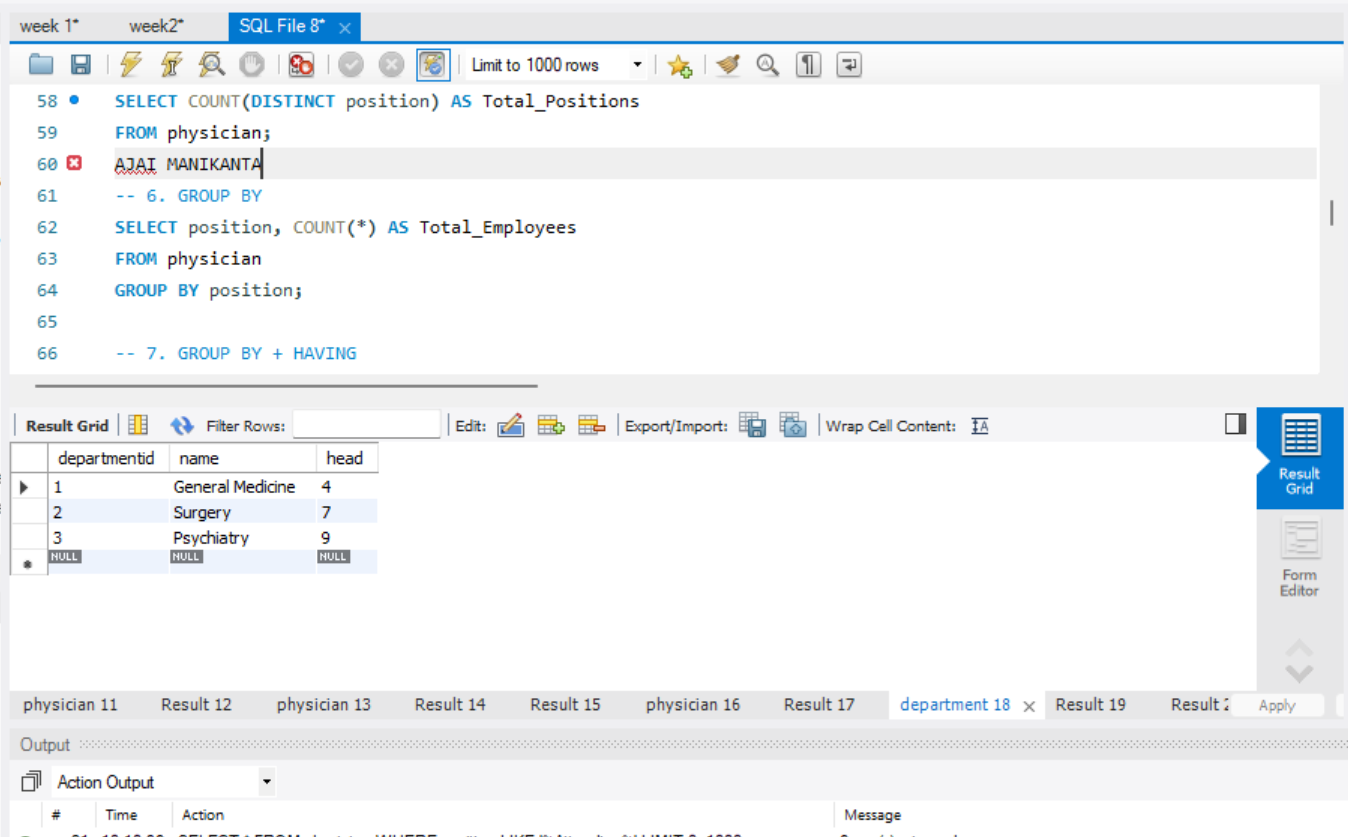 week 1* week2* SQL File 8*
Limit to 1000 rows
58 SELECT COUNT(DISTINCT position) AS Total_Positions
59 FROM physician;
60 AJAI MANIKANTA
61 -- 6. GROUP BY
62 SELECT position, COUNT(*) AS Total_Employees
63 FROM physician
64 GROUP BY position;
65
66 -- 7. GROUP BY + HAVING
Result Grid Filter Rows: Edit: Export/Import: Wrap Cell Content:
departmentid name head
1 General Medicine 4
2 Surgery 7
3 Psychiatry 9
NULL NULL NULL
Result
Grid
Form
Editor
physician 11 Result 12 physician 13 Result 14 Result 15 physician 16 Result 17 department 18 Result 19 Result Apply
Output
Action Output
# Time Action Message